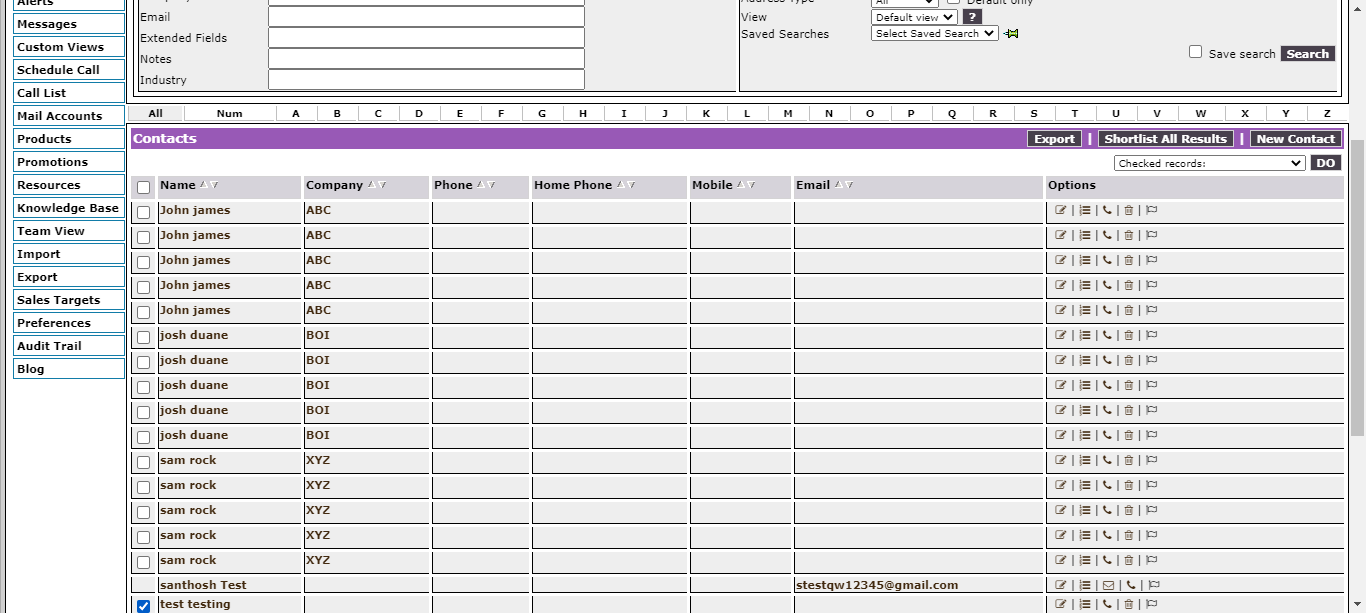 Alerts
Messages
Custom Views
Schedule Call
Call List
Mail Accounts
Products
Promotions
Resources
Knowledge Base
Team View
Import
Export
Sales Targets
Preferences
Audit Trail
Blog
Email
Extended Fields
Notes
Industry
Address Type All Default only
View Default view ?
Saved Searches Select Saved Search
Save search Search
All Num A B C D E F G H I J K L M N O P Q R S T U V W X Y Z
Contacts Export | Shortlist All Results | New Contact
Checked records: DO
Name Company Phone Home Phone Mobile Email Options
John james ABC
John james ABC
John james ABC
John james ABC
John james ABC
josh duane BOI
josh duane BOI
josh duane BOI
josh duane BOI
josh duane BOI
sam rock XYZ
sam rock XYZ
sam rock XYZ
sam rock XYZ
sam rock XYZ
santhosh Test stestqw12345@gmail.com
test testing